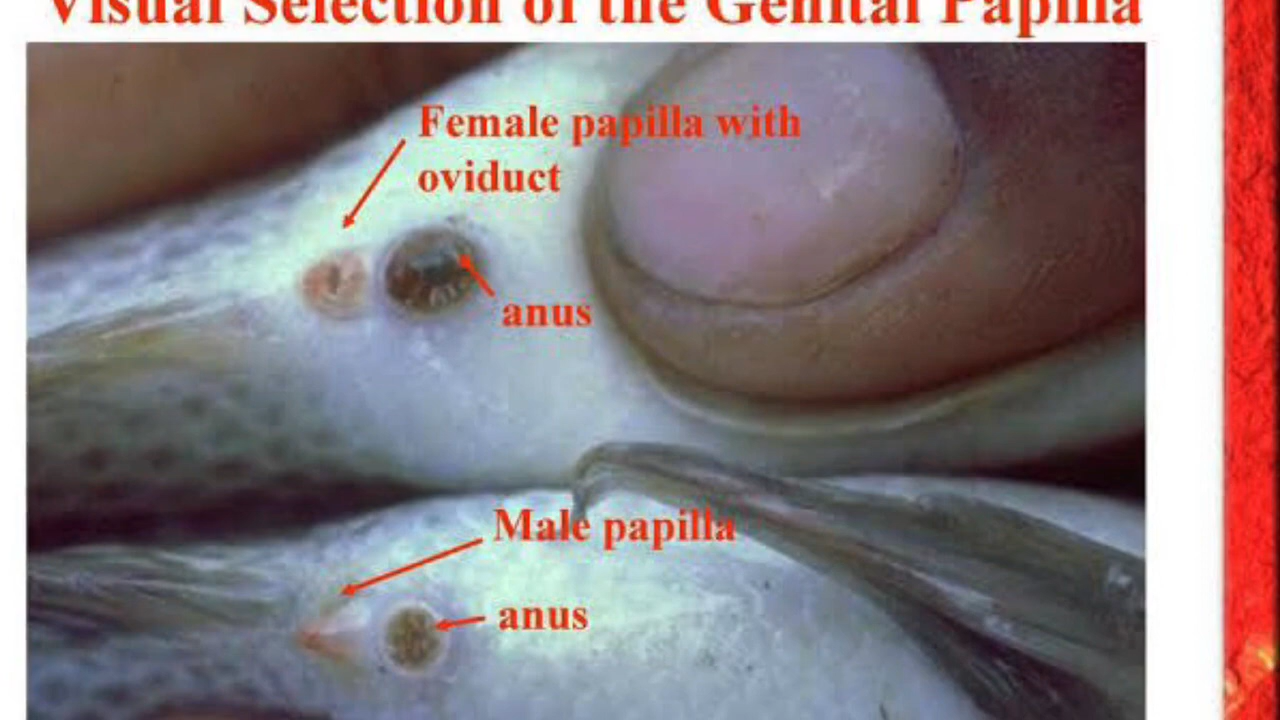 Visual Selection of the Genital Papilla
Female papilla with
oviduct
anus
Male papilla
anus